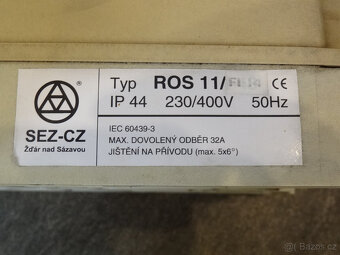 Typ ROS 11/
IP 44 230/400V 50Hz
CE
SEZ-CZ
Žďár nad Sázavou
IEC 60439-3
MAX. DOVOLENÝ ODBĚR 32A
JIŠTĚNÍ NA PŘÍVODU (max. 5x6□)
Bazoš.cz